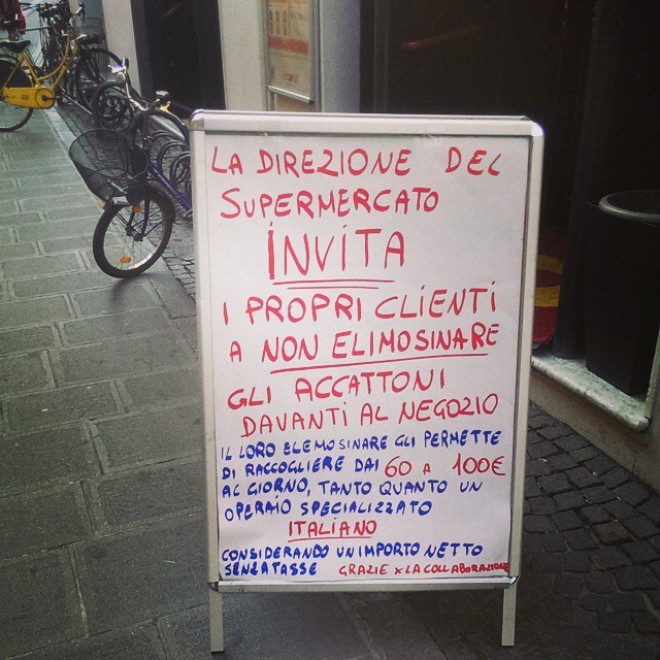 LA DIREZIONE DEL
SUPERMERCATO
INVITA
I PROPRI CLIENTI
A NON ELIMOSINARE
GLI ACCATTONI
DAVANTI AL NEGOZIO
IL LORO ELEMOSINARE GLI PERMETTE
DI RACCOGLIERE DAI 60 A 100€
AL GIORNO, TANTO QUANTO UN
OPERAIO SPECIALIZZATO
ITALIANO
CONSIDERANDO UN IMPORTO NETTO
SENZA TASSE GRAZIE X LA COLLABORAZIONE